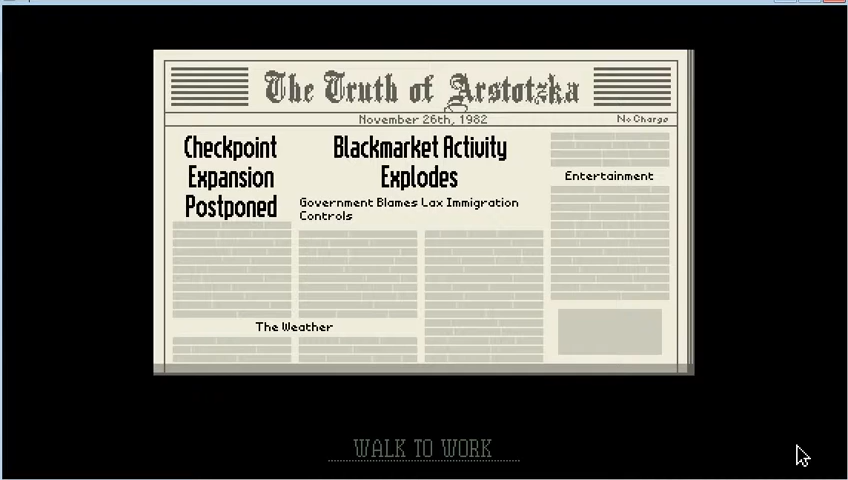 The Truth of Arstotzka
November 26th, 1982
No Charge
Checkpoint
Expansion
Postponed
Blackmarket Activity
Explodes
Government Blames Lax Immigration
Controls
Entertainment
The Weather
WALK TO WORK